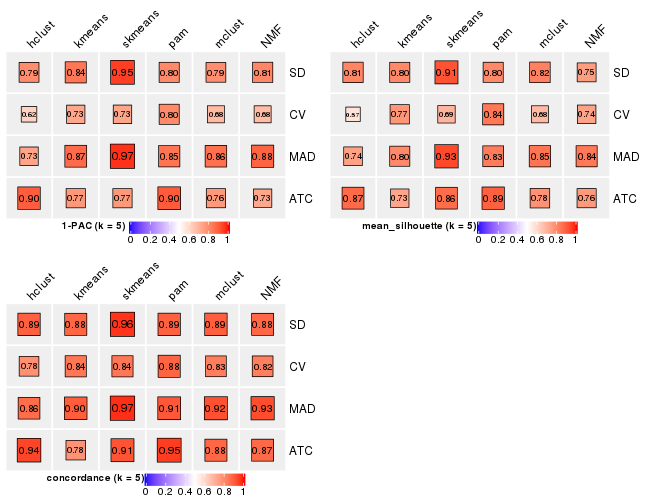 hclust kmeans skmeans pam mclust NMF
0.79 0.84 0.95 0.80 0.79 0.81 SD
0.62 0.73 0.73 0.80 0.68 0.68 CV
0.73 0.87 0.97 0.85 0.86 0.88 MAD
0.90 0.77 0.77 0.90 0.76 0.73 ATC
1-PAC (k = 5)
0 0.2 0.4 0.6 0.8 1
hclust kmeans skmeans pam mclust NMF
0.81 0.80 0.91 0.80 0.82 0.75 SD
0.57 0.77 0.69 0.84 0.68 0.74 CV
0.74 0.80 0.93 0.83 0.85 0.84 MAD
0.87 0.73 0.86 0.89 0.78 0.76 ATC
mean_silhouette (k = 5)
0 0.2 0.4 0.6 0.8 1
hclust kmeans skmeans pam mclust NMF
0.89 0.88 0.96 0.89 0.89 0.88 SD
0.78 0.84 0.84 0.88 0.83 0.82 CV
0.86 0.90 0.97 0.91 0.92 0.93 MAD
0.94 0.78 0.91 0.95 0.88 0.87 ATC
concordance (k = 5)
0 0.2 0.4 0.6 0.8 1